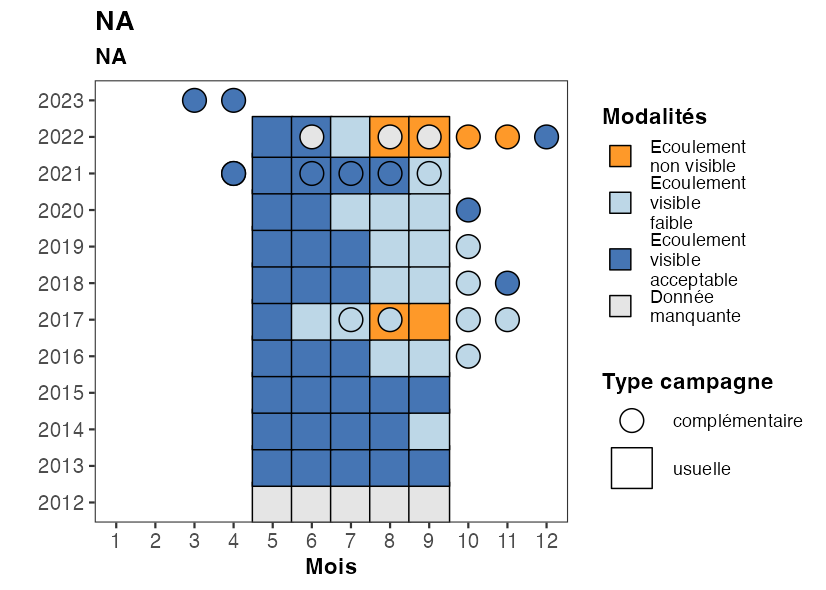 NA
NA
2023
2022
2021
2020
2019
2018
2017
2016
2015
2014
2013
2012
1 2 3 4 5 6 7 8 9 10 11 12
Mois
Modalités
Ecoulement
non visible
Ecoulement
visible
faible
Ecoulement
visible
acceptable
Donnée
manquante
Type campagne
complémentaire
usuelle